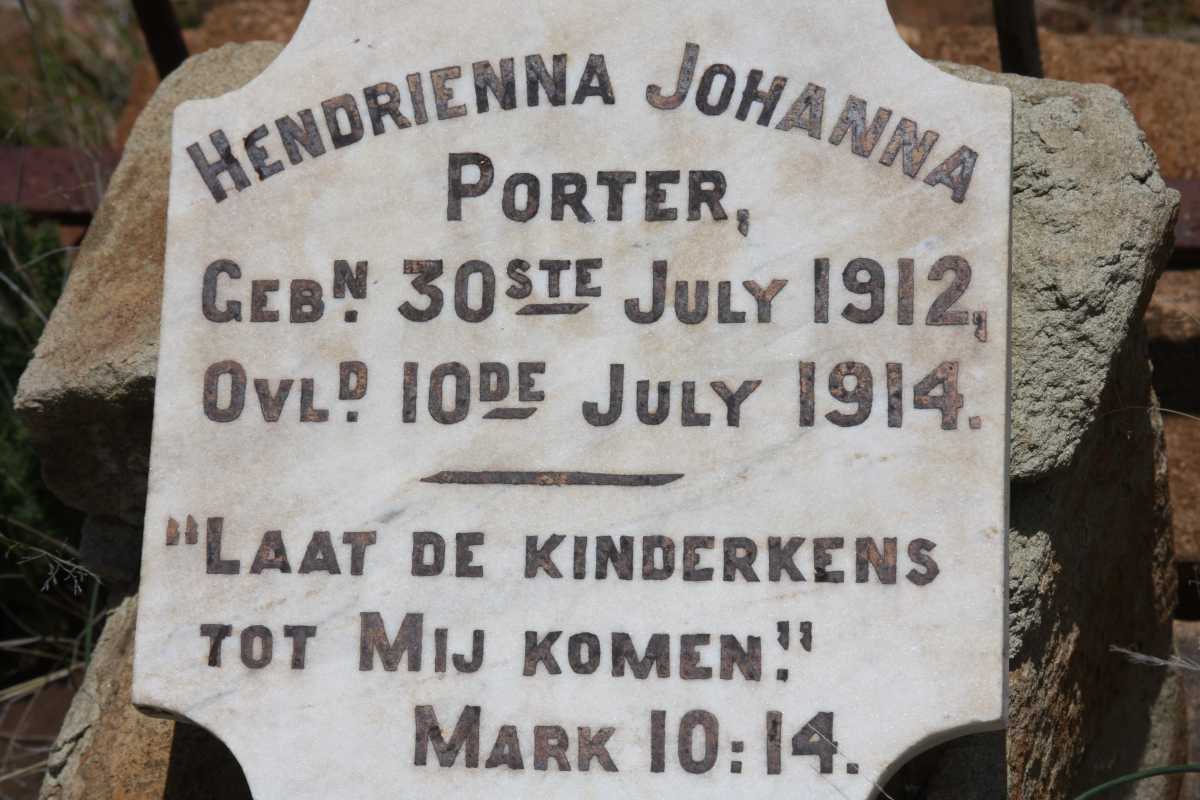 HENDRIENNA JOHANNA
PORTER,
GEBN. 30STE JULY 1912,
OVLD. 10DE JULY 1914.
"LAAT DE KINDERKENS
TOT MIJ KOMEN."
MARK 10:14.